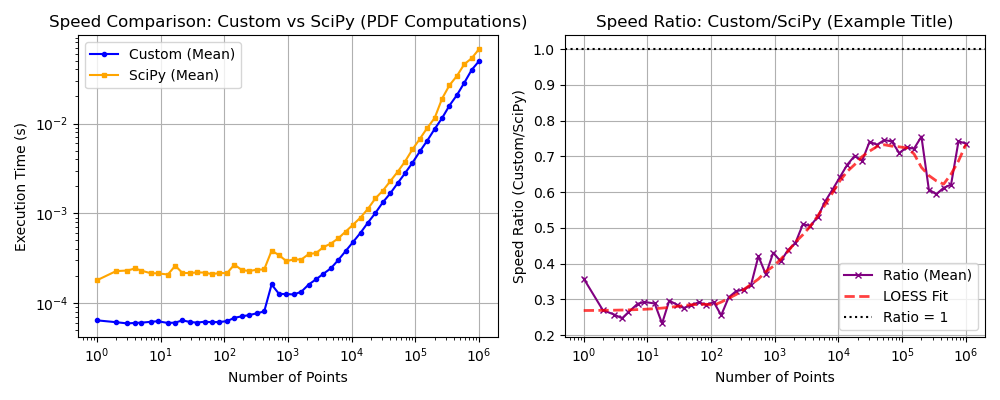 Speed Comparison: Custom vs SciPy (PDF Computations)
Execution Time (s)
10⁻²
10⁻³
10⁻⁴
Custom (Mean)
SciPy (Mean)
10⁰ 10¹ 10² 10³ 10⁴ 10⁵ 10⁶
Number of Points
Speed Ratio: Custom/SciPy (Example Title)
Speed Ratio (Custom/SciPy)
1.0
0.9
0.8
0.7
0.6
0.5
0.4
0.3
0.2
Ratio (Mean)
LOESS Fit
Ratio = 1
10⁰ 10¹ 10² 10³ 10⁴ 10⁵ 10⁶
Number of Points